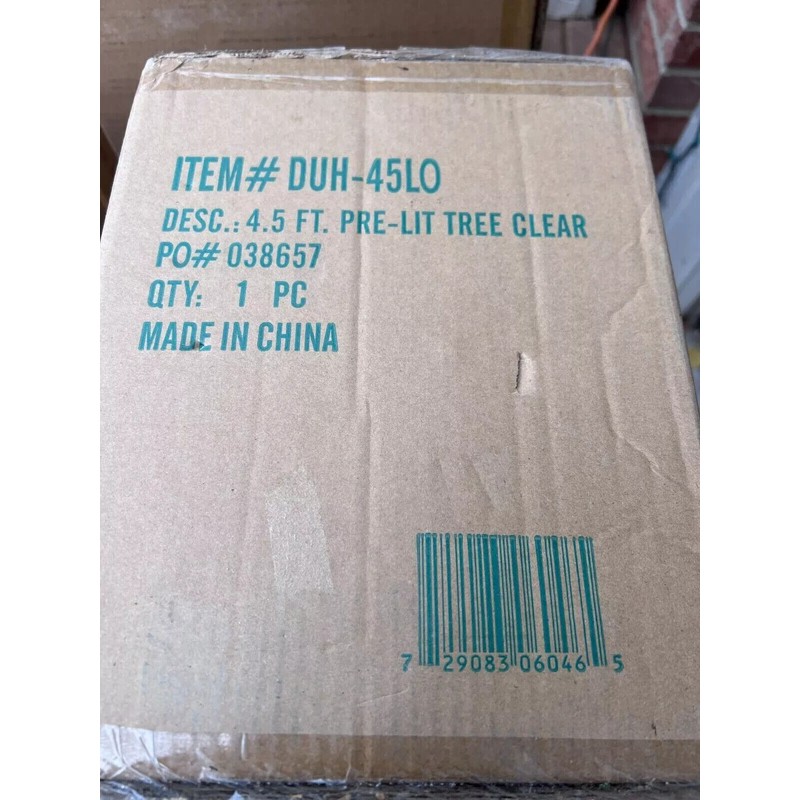 ITEM# DUH-45LO
DESC.: 4.5 FT. PRE-LIT TREE CLEAR
PO# 038657
QTY: 1 PC
MADE IN CHINA
7 29083 06046 5